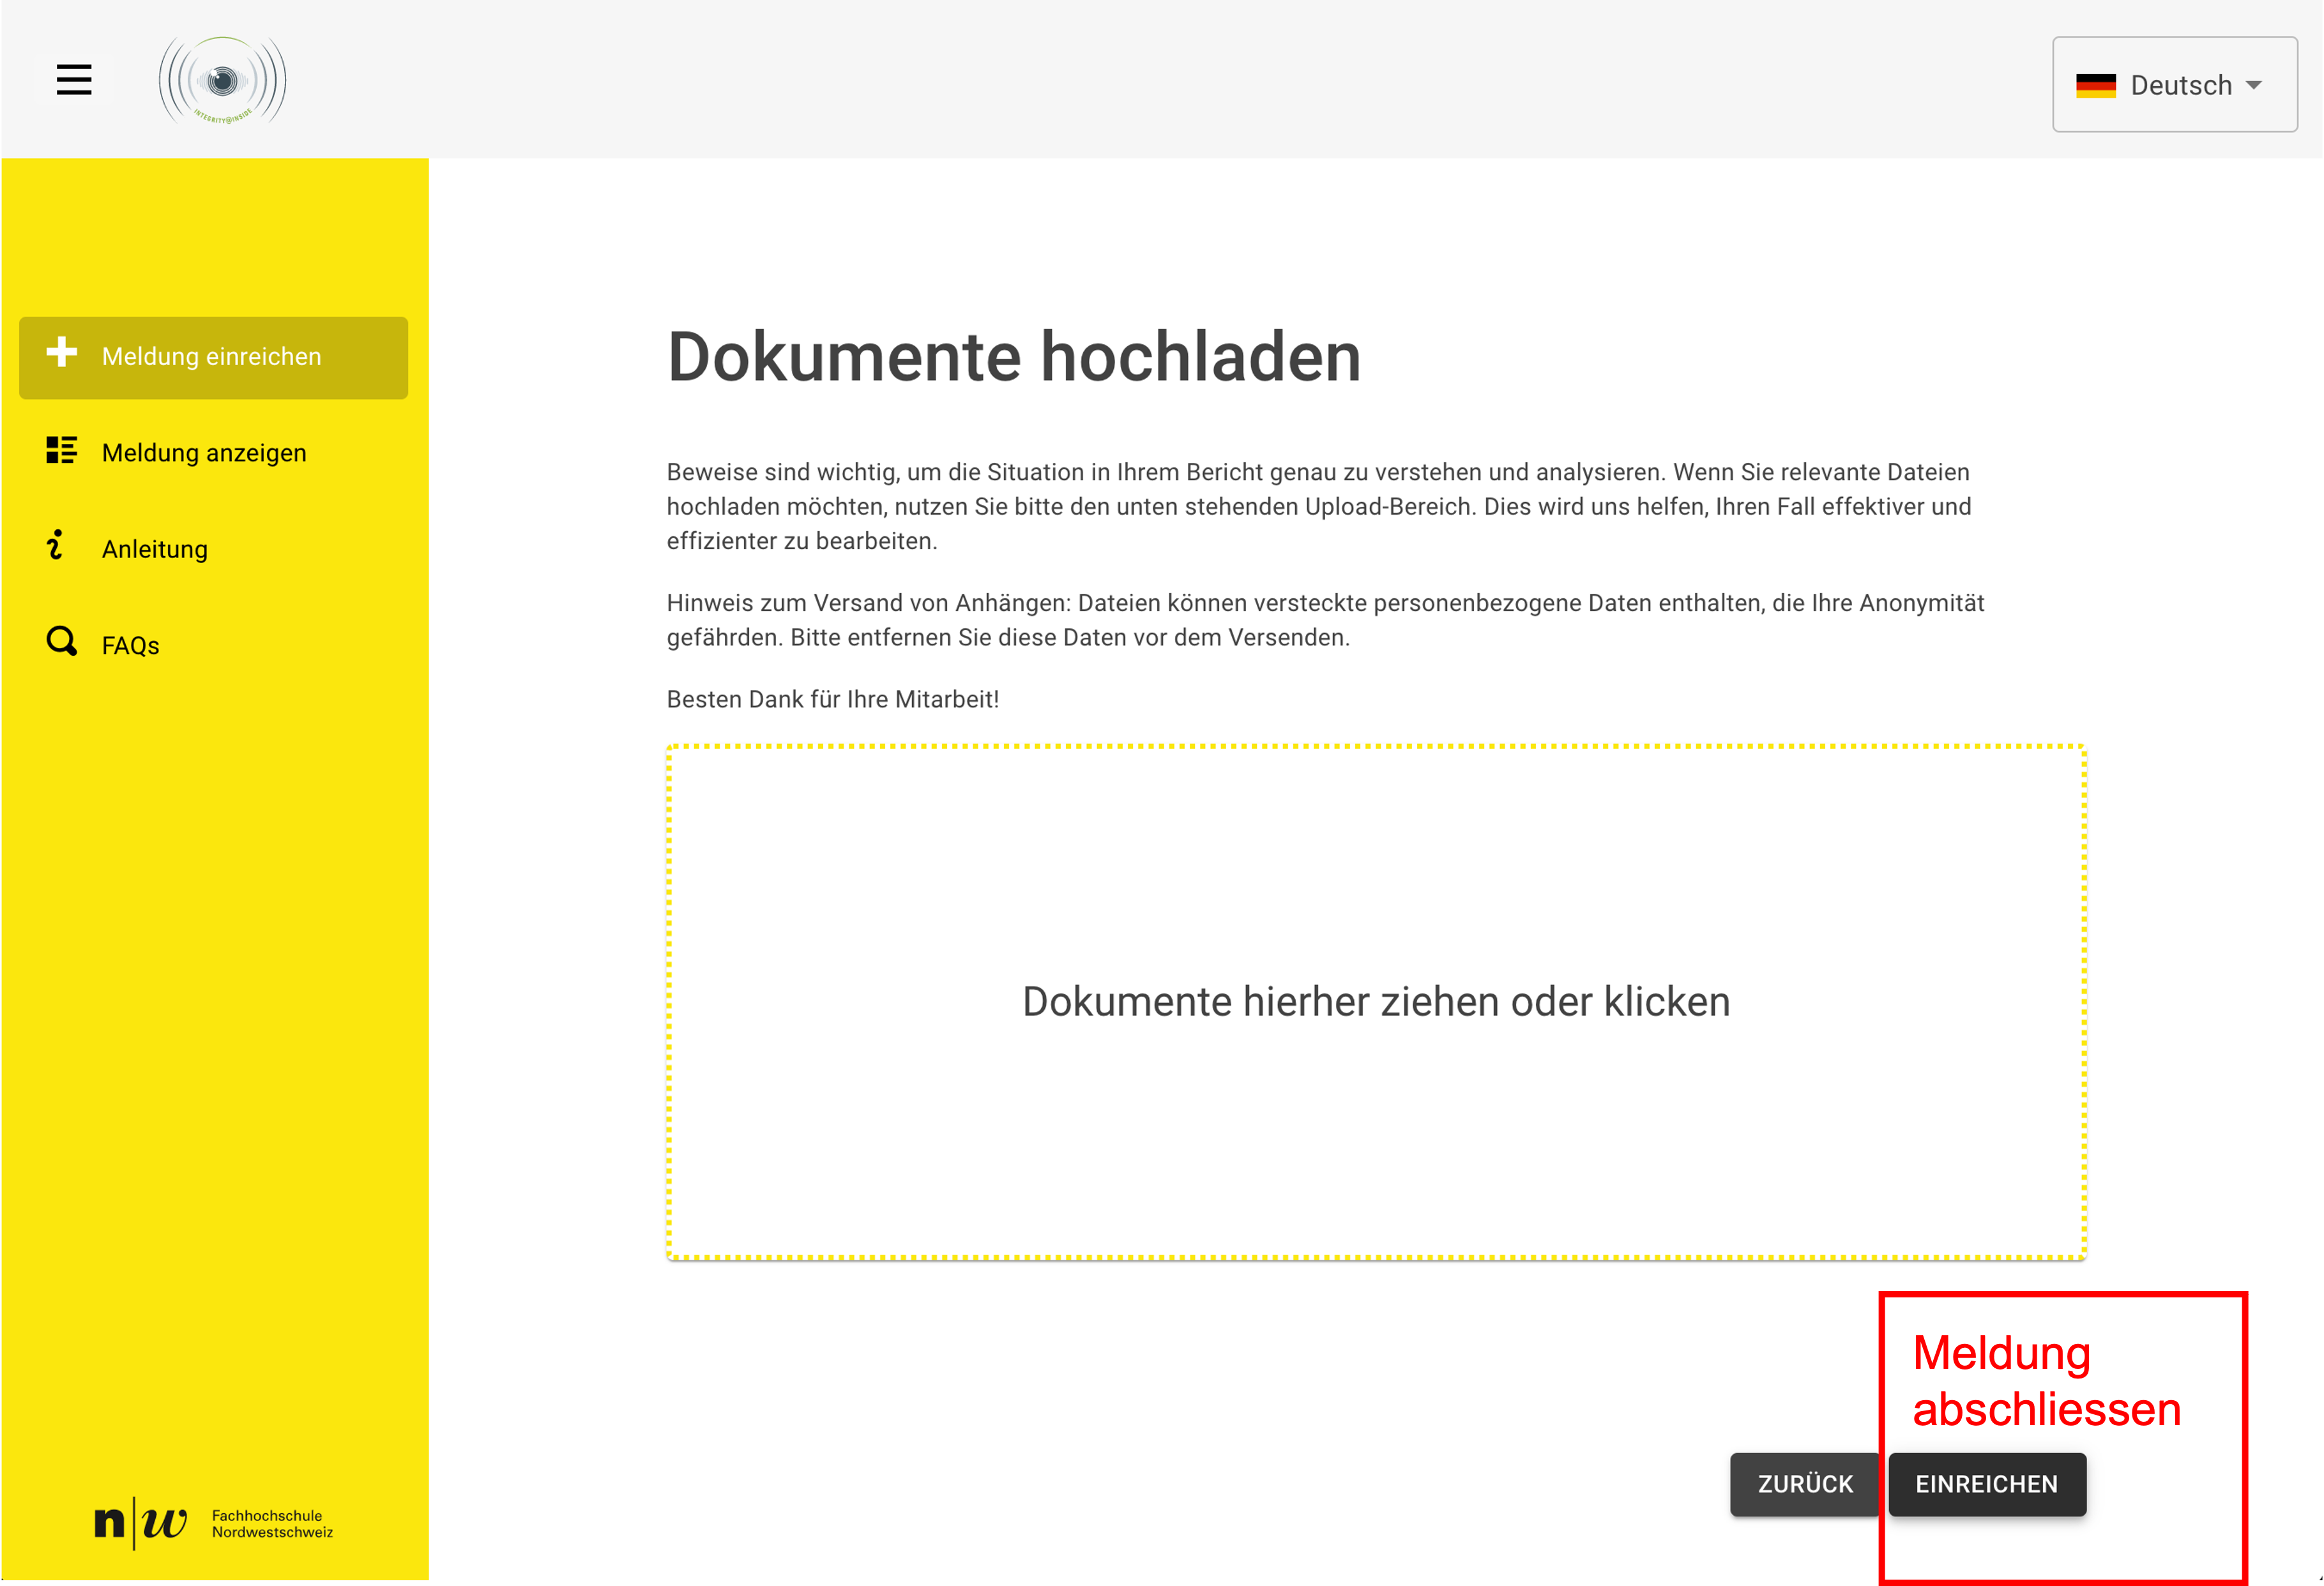 INTEGRITY@INSIDE
Deutsch
Meldung einreichen
Meldung anzeigen
Anleitung
FAQs
Dokumente hochladen
Beweise sind wichtig, um die Situation in Ihrem Bericht genau zu verstehen und analysieren. Wenn Sie relevante Dateien
hochladen möchten, nutzen Sie bitte den unten stehenden Upload-Bereich. Dies wird uns helfen, Ihren Fall effektiver und
effizienter zu bearbeiten.
Hinweis zum Versand von Anhängen: Dateien können versteckte personenbezogene Daten enthalten, die Ihre Anonymität
gefährden. Bitte entfernen Sie diese Daten vor dem Versenden.
Besten Dank für Ihre Mitarbeit!
Dokumente hierher ziehen oder klicken
Meldung
abschliessen
ZURÜCK
EINREICHEN
n|w
Fachhochschule
Nordwestschweiz